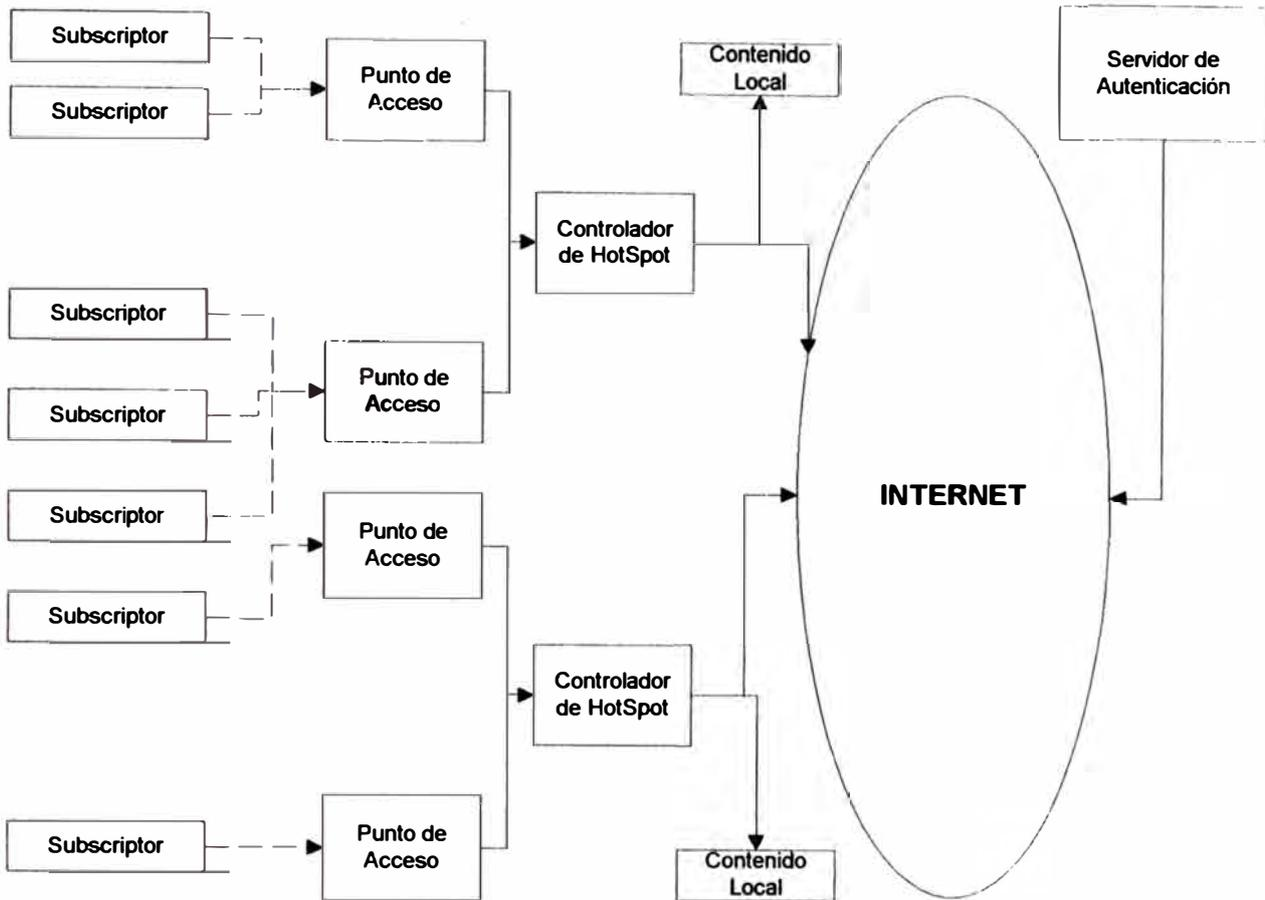 Subscriptor
Subscriptor
Punto de
Acceso
Contenido
Local
Servidor de
Autenticación
Controlador
de HotSpot
Subscriptor
Subscriptor
Punto de
Acceso
Subscriptor
Subscriptor
Punto de
Acceso
INTERNET
Controlador
de HotSpot
Subscriptor
Punto de
Acceso
Contenido
Local